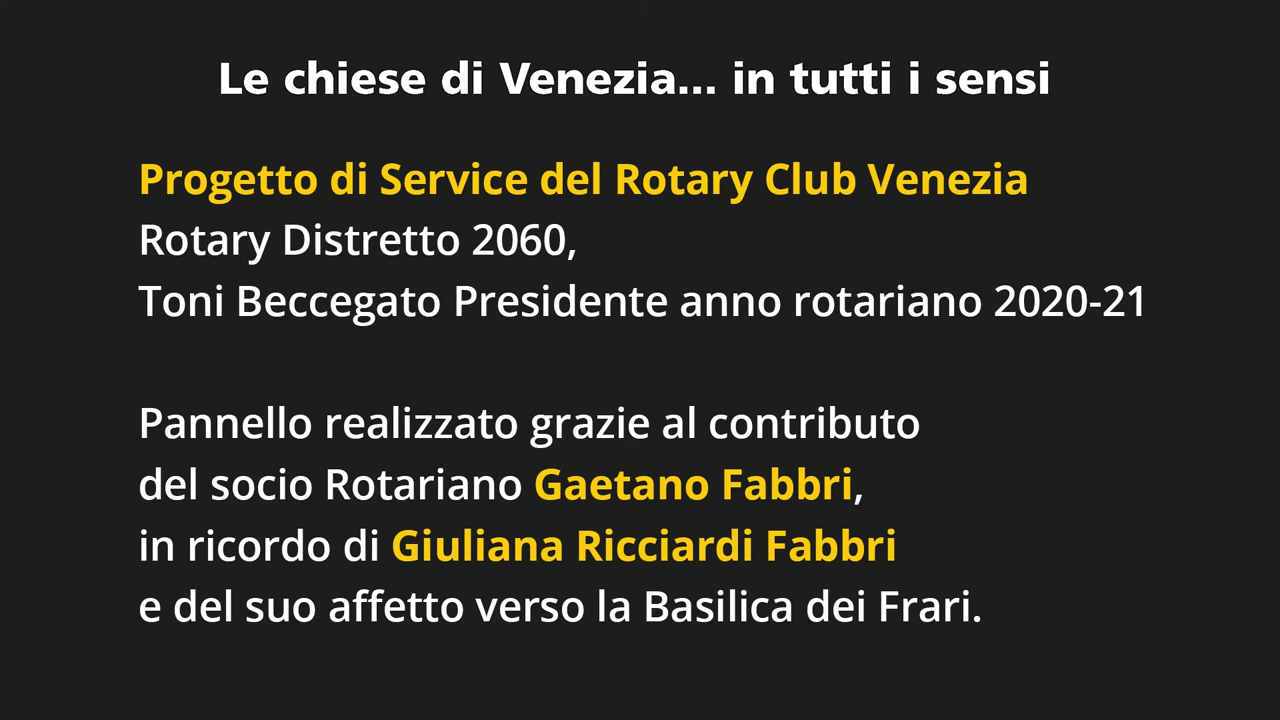 Le chiese di Venezia... in tutti i sensi
Progetto di Service del Rotary Club Venezia
Rotary Distretto 2060,
Toni Beccegato Presidente anno rotariano 2020-21
Pannello realizzato grazie al contributo
del socio Rotariano Gaetano Fabbri,
in ricordo di Giuliana Ricciardi Fabbri
e del suo affetto verso la Basilica dei Frari.